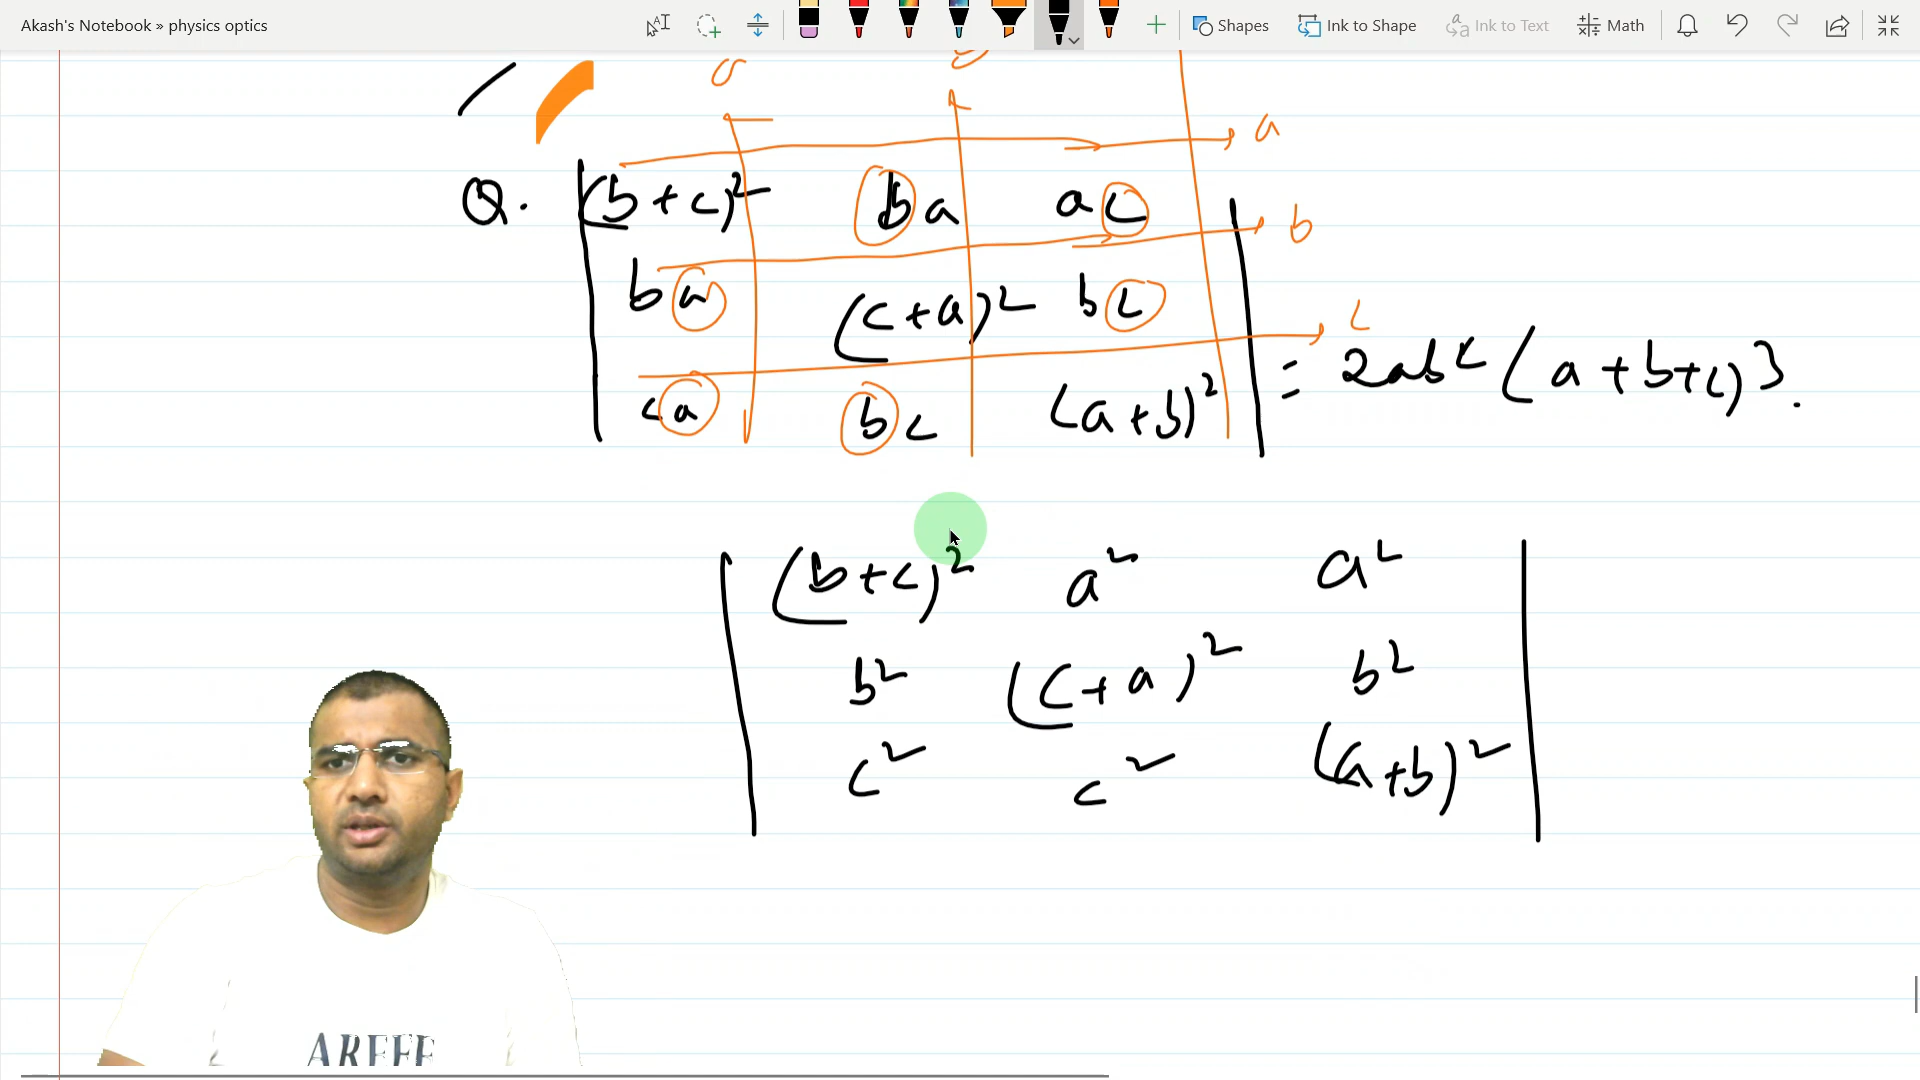 Akash's Notebook » physics optics
Shapes
Ink to Shape
Ink to Text
Math
a
Q. | (b+c)² ba ac |
b
ba (c+a)² bc
c
ca bc (a+b)² = 2abc (a+b+c)3.
| (b+c)² a² a² |
b² (c+a)² b²
c² c² (a+b)²